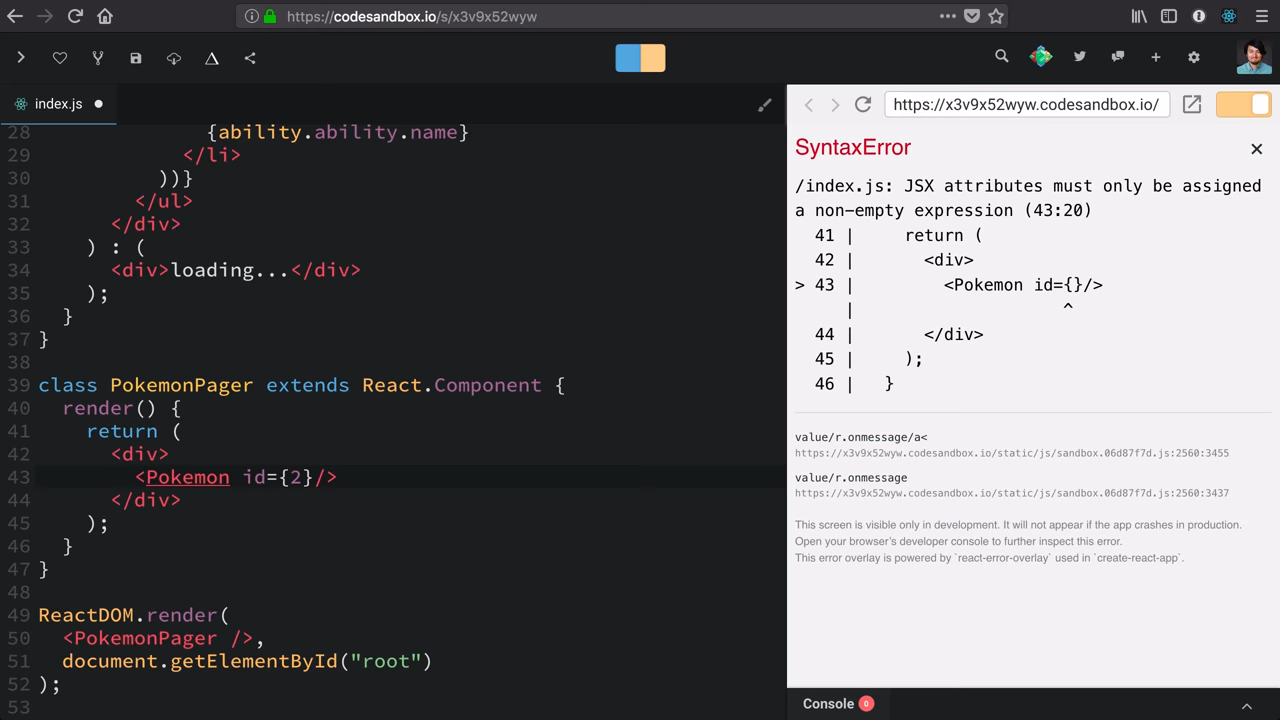 https://codesandbox.io/s/x3v9x52wyw
index.js
28 {ability.ability.name}
29 </li>
30 ))}
31 </ul>
32 </div>
33 ) : (
34 <div>loading...</div>
35 );
36 }
37 }
38
39 class PokemonPager extends React.Component {
40 render() {
41 return (
42 <div>
43 <Pokemon id={2}/>
44 </div>
45 );
46 }
47 }
48
49 ReactDOM.render(
50 <PokemonPager />,
51 document.getElementById("root")
52 );
53
https://x3v9x52wyw.codesandbox.io/
SyntaxError
/index.js: JSX attributes must only be assigned
a non-empty expression (43:20)
41 | return (
42 | <div>
> 43 | <Pokemon id={}/>
| ^
44 | </div>
45 | );
46 | }
value/r.onmessage/a<
https://x3v9x52wyw.codesandbox.io/static/js/sandbox.06d87f7d.js:2560:3455
value/r.onmessage
https://x3v9x52wyw.codesandbox.io/static/js/sandbox.06d87f7d.js:2560:3437
This screen is visible only in development. It will not appear if the app crashes in production.
Open your browser's developer console to further inspect this error.
This error overlay is powered by `react-error-overlay` used in `create-react-app`.
Console 0